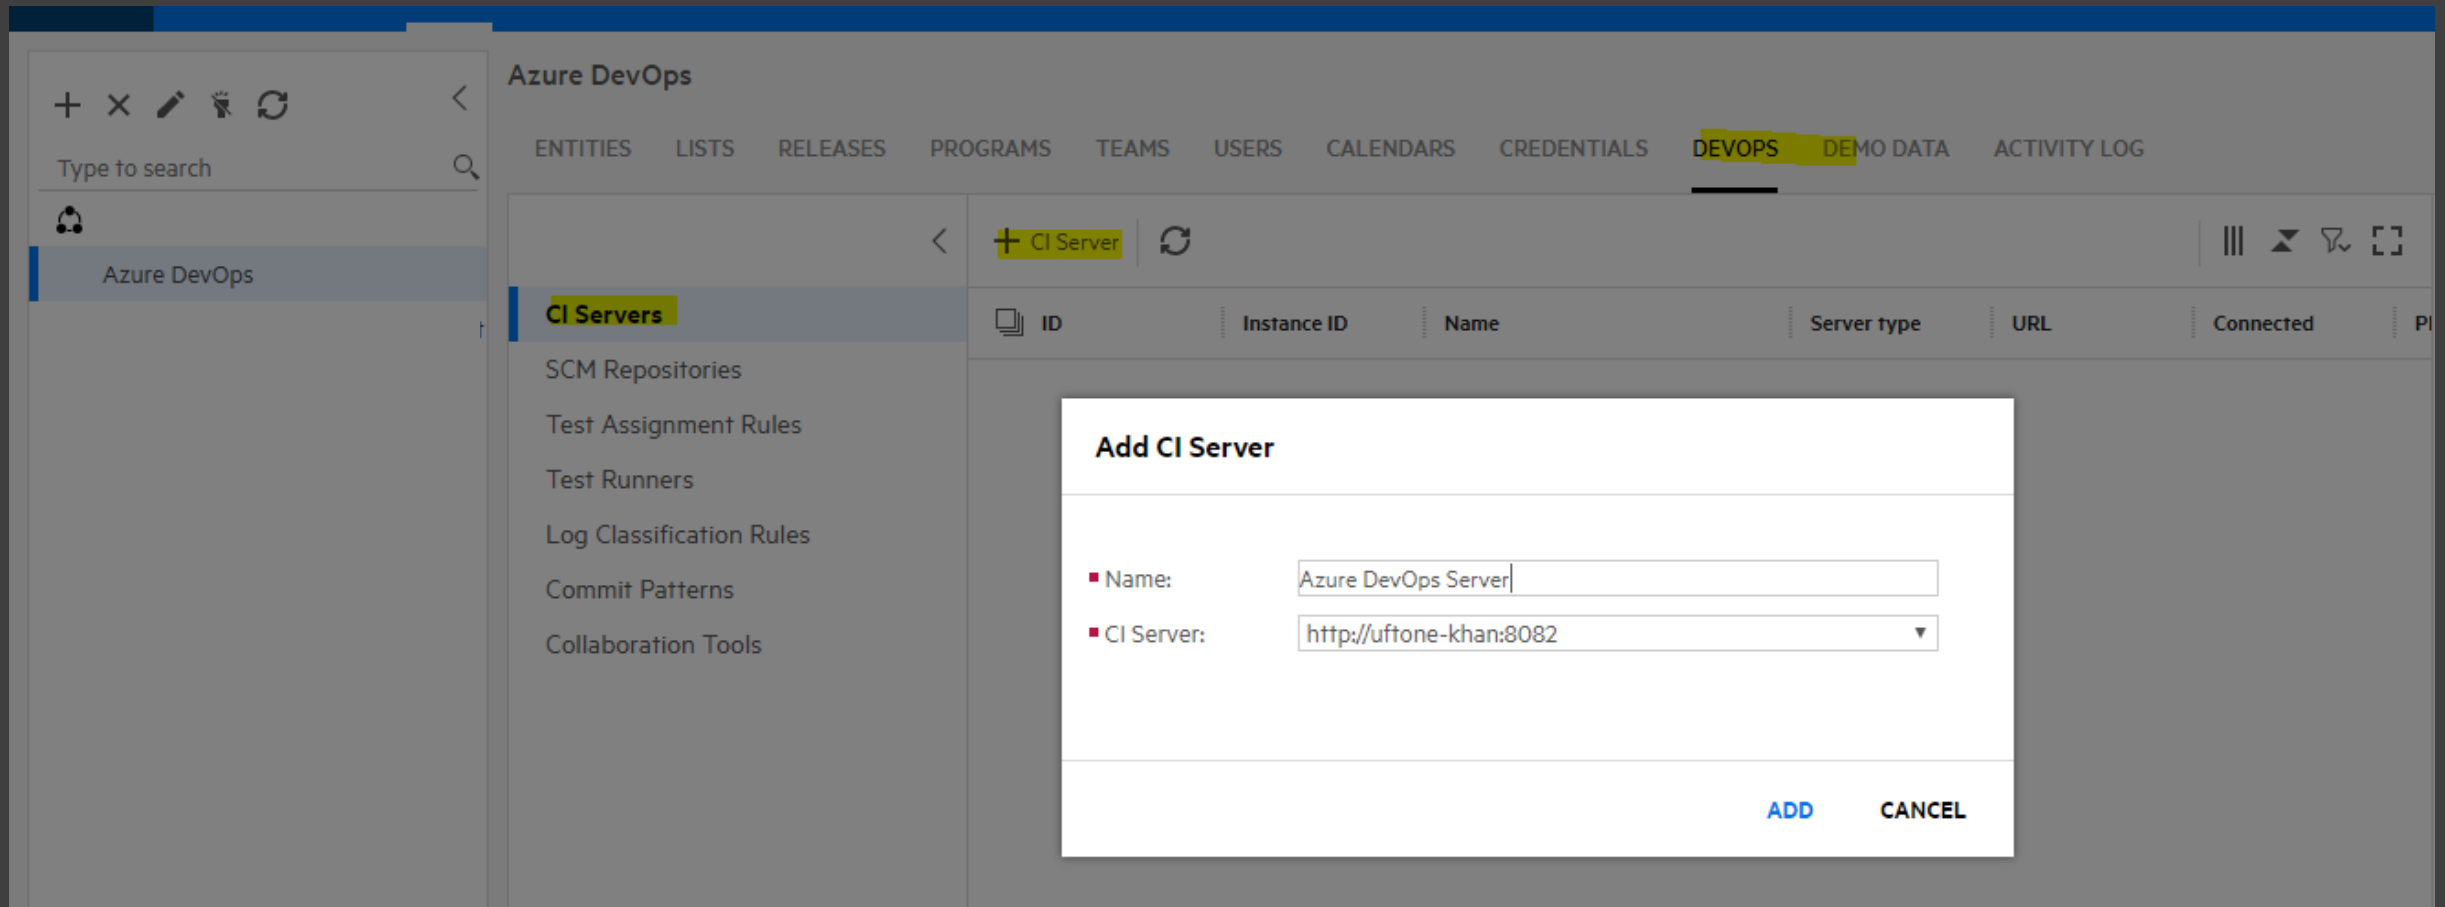 Azure DevOps
Type to search
Azure DevOps
ENTITIES LISTS RELEASES PROGRAMS TEAMS USERS CALENDARS CREDENTIALS DEVOPS DEMO DATA ACTIVITY LOG
CI Servers
SCM Repositories
Test Assignment Rules
Test Runners
Log Classification Rules
Commit Patterns
Collaboration Tools
+ CI Server
ID Instance ID Name Server type URL Connected
Add CI Server
Name: Azure DevOps Server
CI Server: http://uftone-khan:8082
ADD CANCEL